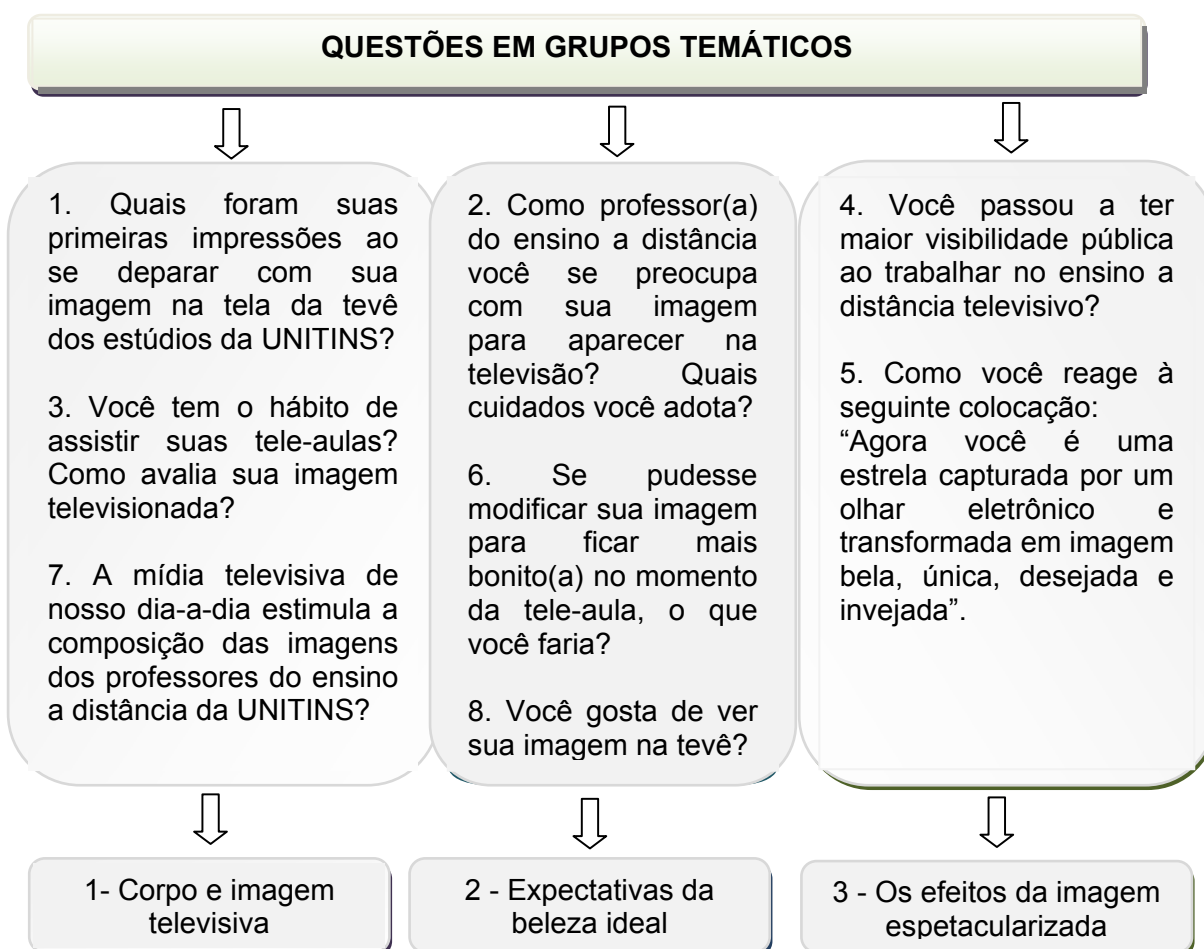 QUESTÕES EM GRUPOS TEMÁTICOS
1. Quais foram suas
primeiras impressões ao
se deparar com sua
imagem na tela da tevê
dos estúdios da UNITINS?
3. Você tem o hábito de
assistir suas tele-aulas?
Como avalia sua imagem
televisionada?
7. A mídia televisiva de
nosso dia-a-dia estimula a
composição das imagens
dos professores do ensino
a distância da UNITINS?
2. Como professor(a)
do ensino a distância
você se preocupa
com sua imagem
para aparecer na
televisão? Quais
cuidados você adota?
6. Se pudesse
modificar sua imagem
para ficar mais
bonito(a) no momento
da tele-aula, o que
você faria?
8. Você gosta de ver
sua imagem na tevê?
4. Você passou a ter
maior visibilidade pública
ao trabalhar no ensino a
distância televisivo?
5. Como você reage à
seguinte colocação:
“Agora você é uma
estrela capturada por um
olhar eletrônico e
transformada em imagem
bela, única, desejada e
invejada”.
1- Corpo e imagem
televisiva
2 - Expectativas da
beleza ideal
3 - Os efeitos da imagem
espetacularizada